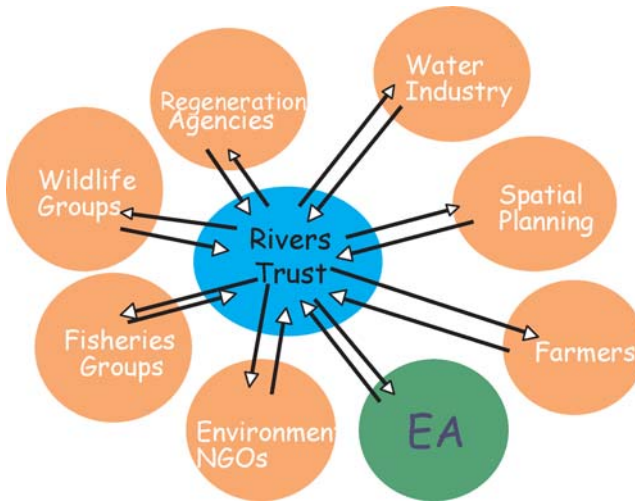 Water
Industry
Regeneration
Agencies
Wildlife
Groups
Spatial
Planning
Rivers
Trust
Fisheries
Groups
Farmers
Environment
NGOs
EA